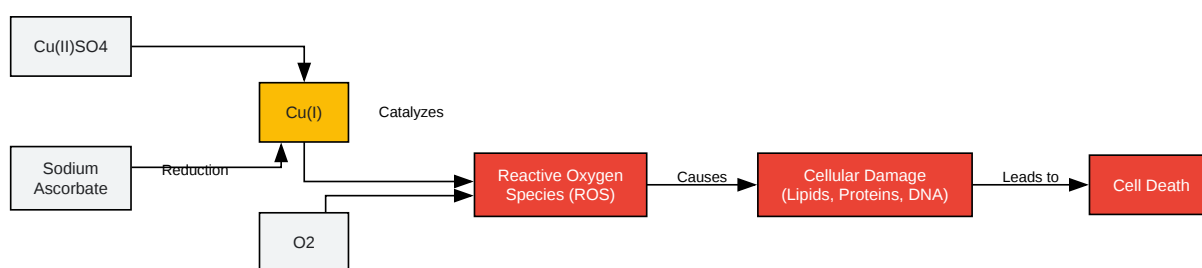 Cu(II)SO4
Cu(I)
Catalyzes
Sodium
Ascorbate
Reduction
Reactive Oxygen
Species (ROS)
Causes
Cellular Damage
(Lipids, Proteins, DNA)
Leads to
Cell Death
O2